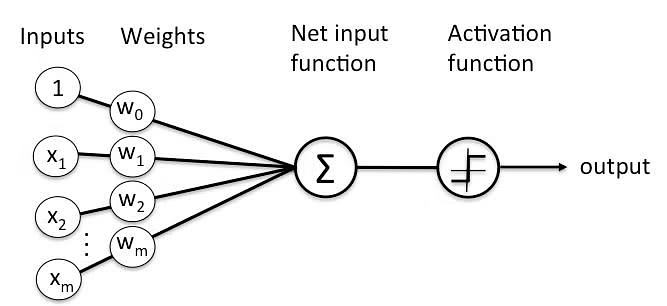 Inputs
Weights
Net input
function
Activation
function
1
w0
x1
w1
x2
w2
⋮
wm
xm
Σ
output